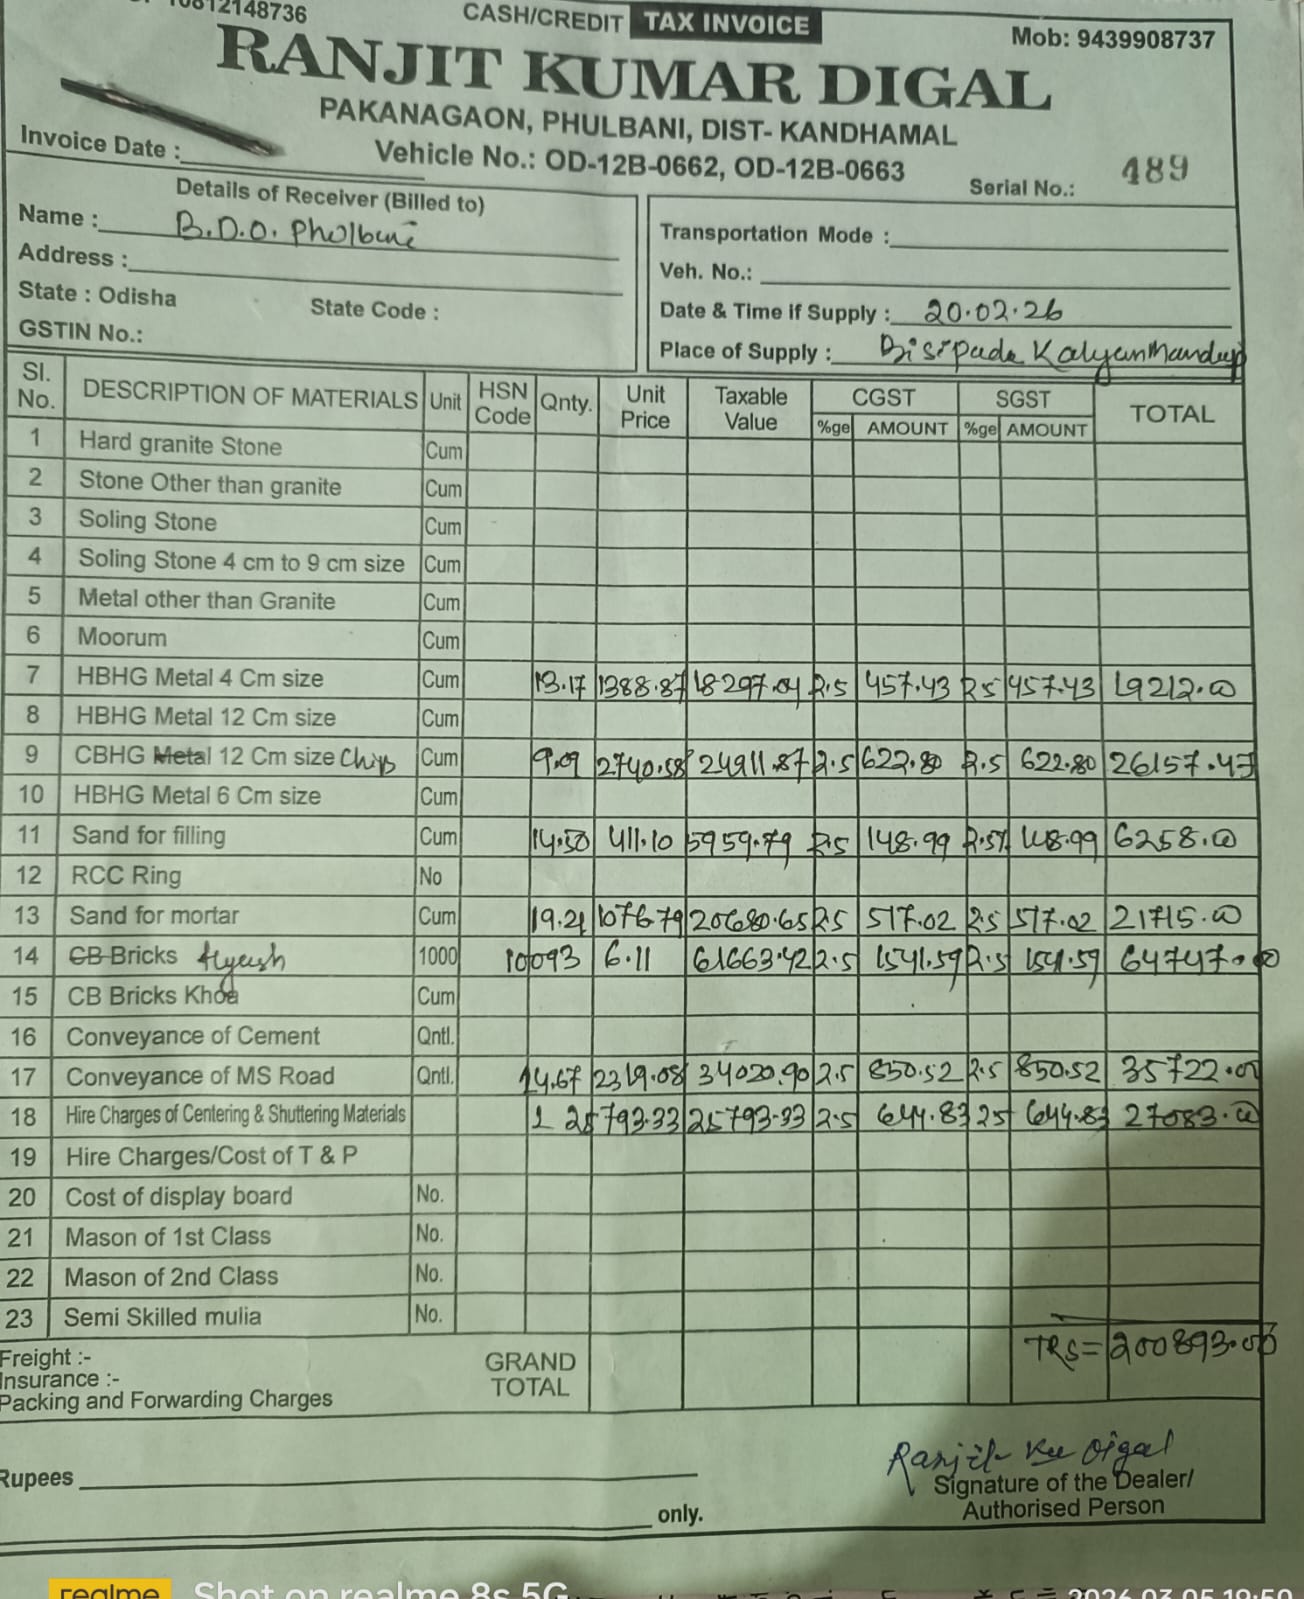 CASH/CREDIT TAX INVOICE
Mob: 9439908737
RANJIT KUMAR DIGAL
PAKANAGAON, PHULBANI, DIST- KANDHAMAL
Invoice Date :
Vehicle No.: OD-12B-0662, OD-12B-0663
Serial No.: 489
Details of Receiver (Billed to)
Name : B.D.O. Phulbani
Address :
State : Odisha State Code :
GSTIN No.:
Transportation Mode :
Veh. No.:
Date & Time if Supply : 20.02.26
Place of Supply : Kalyanmandap
Sl. No. DESCRIPTION OF MATERIALS Unit HSN Code Qnty. Unit Price Taxable Value CGST %ge AMOUNT SGST %ge AMOUNT TOTAL
1 Hard granite Stone Cum
2 Stone Other than granite Cum
3 Soling Stone Cum
4 Soling Stone 4 cm to 9 cm size Cum
5 Metal other than Granite Cum
6 Moorum Cum
7 HBHG Metal 4 Cm size Cum 13.17 1388.87 18297.04 2.5 457.43 2.5 457.43 19212.00
8 HBHG Metal 12 Cm size Cum
9 CBHG Metal 12 Cm size Chips Cum 9.09 2740.58 24911.87 2.5 622.80 2.5 622.80 26157.47
10 HBHG Metal 6 Cm size Cum
11 Sand for filling Cum 14.50 411.10 5959.79 2.5 148.99 2.5% 148.99 6258.00
12 RCC Ring No
13 Sand for mortar Cum 19.21 1076.79 20680.65 2.5 517.02 2.5 517.02 21715.00
14 CB Bricks flyash 1000 10093 6.11 61663.42 2.5 1541.59 2.5 1541.59 64747.00
15 CB Bricks Khoa Cum
16 Conveyance of Cement Qntl.
17 Conveyance of MS Road Qntl. 14.67 2319.08 34020.90 2.5 850.52 2.5 850.52 35722.00
18 Hire Charges of Centering & Shuttering Materials 1 25793.33 25793.33 2.5 644.83 25 644.83 27083.00
19 Hire Charges/Cost of T & P
20 Cost of display board No.
21 Mason of 1st Class No.
22 Mason of 2nd Class No.
23 Semi Skilled mulia No.
TRS= 200893.00
Freight :-
Insurance :-
Packing and Forwarding Charges
GRAND TOTAL
Ranjit Ku Digal
Rupees
only.
Signature of the Dealer/
Authorised Person
realme Shot on realme 8s 5G